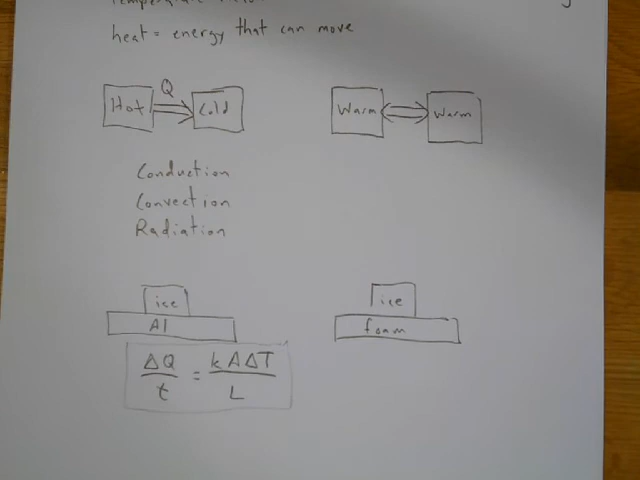 heat = energy that can move
Q
Hot Cold Warm Warm
Conduction
Convection
Radiation
ice ice
Al foam
ΔQ/t = kAΔT/L